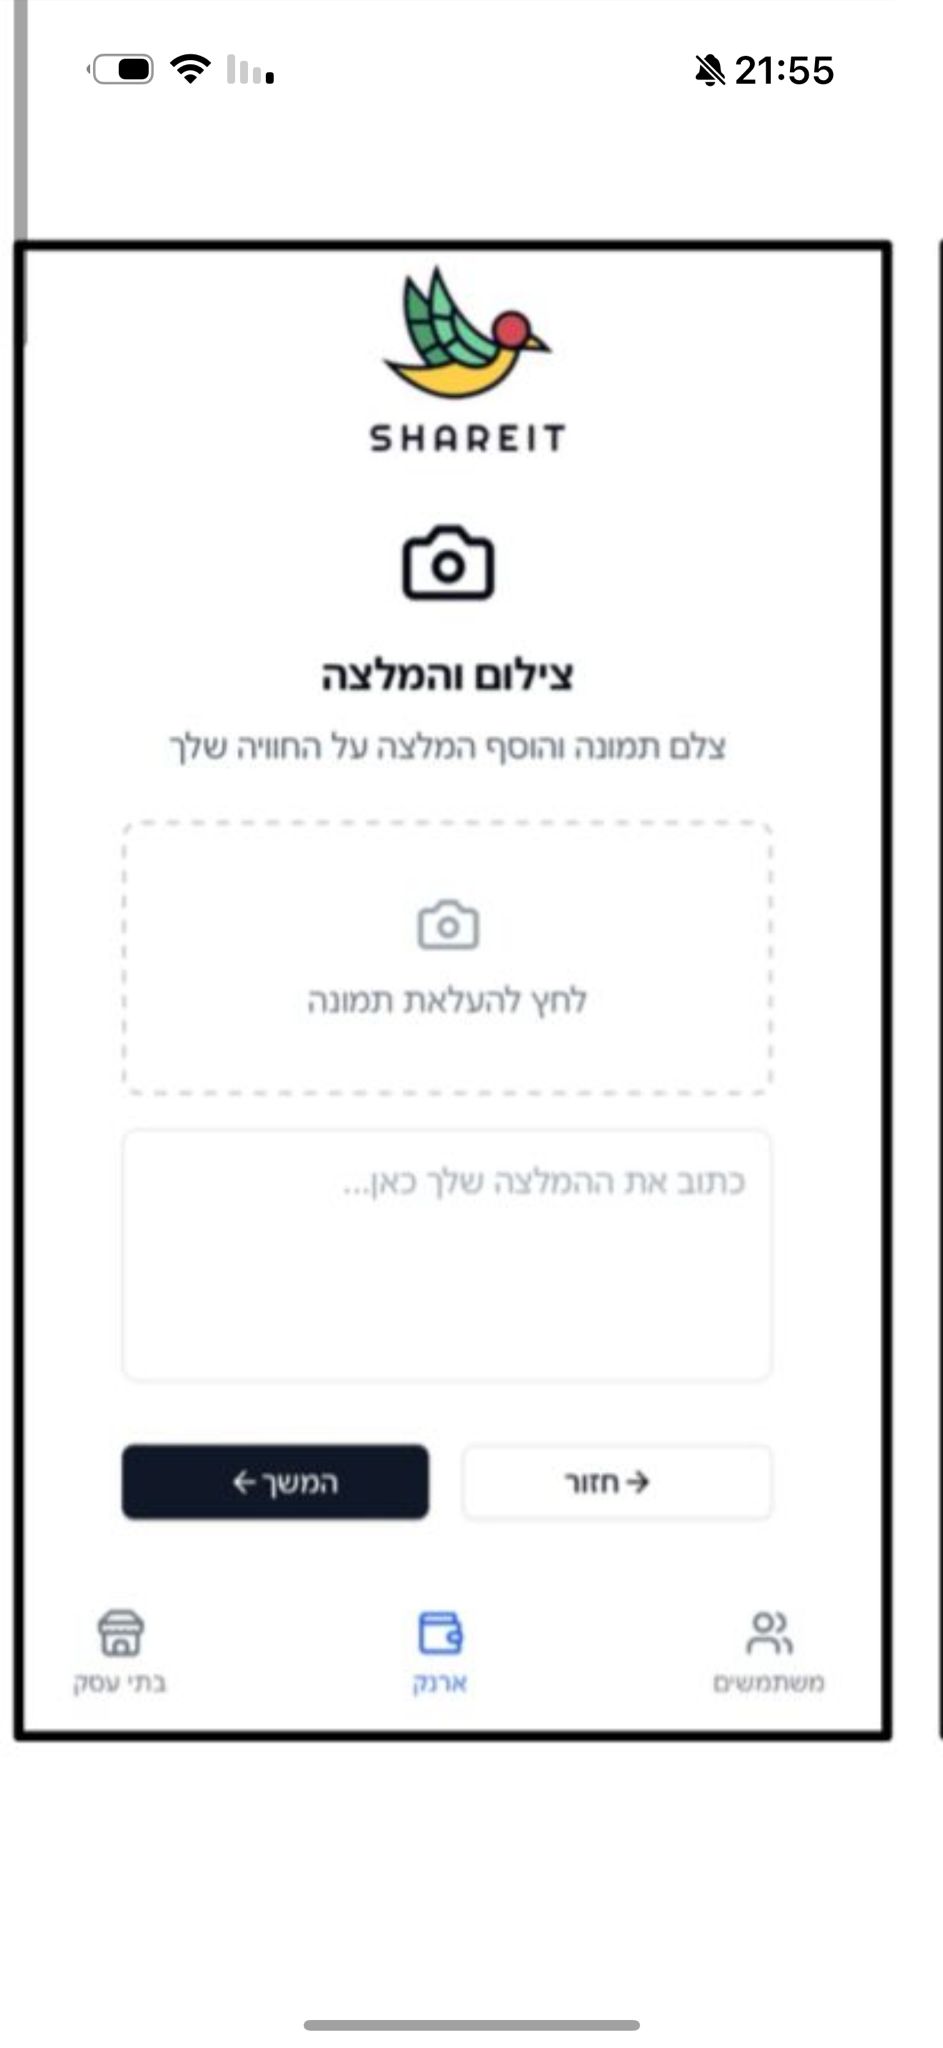 21:55
SHAREIT
צילום והמלצה
צלם תמונה והוסף המלצה על החוויה שלך
לחץ להעלאת תמונה
כתוב את ההמלצה שלך כאן...
→ חזור
המשך ←
משתמשים
ארנק
בתי עסק